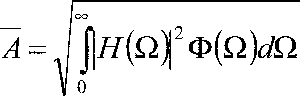 A̅ = √(∫₀^∞ |H(Ω)|² Φ(Ω)dΩ)